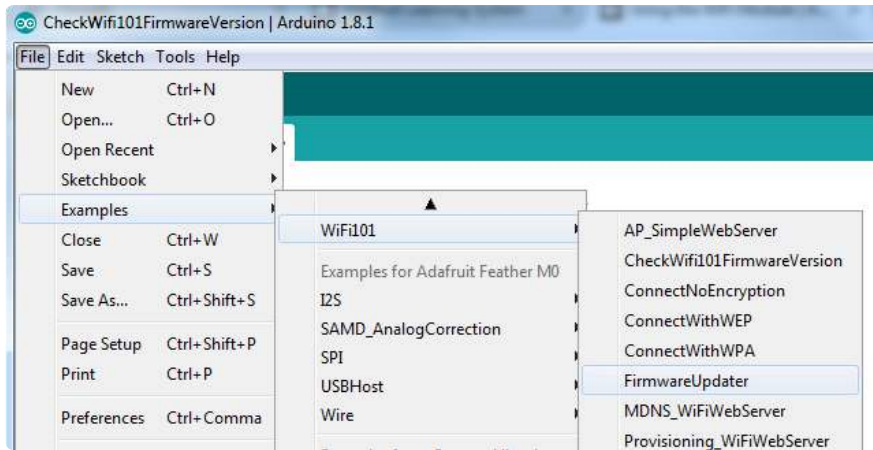 CheckWifi101FirmwareVersion | Arduino 1.8.1
File Edit Sketch Tools Help
New Ctrl+N
Open... Ctrl+O
Open Recent
Sketchbook
Examples
Close Ctrl+W
Save Ctrl+S
Save As... Ctrl+Shift+S
Page Setup Ctrl+Shift+P
Print Ctrl+P
Preferences Ctrl+Comma
WiFi101
Examples for Adafruit Feather M0
I2S
SAMD_AnalogCorrection
SPI
USBHost
Wire
AP_SimpleWebServer
CheckWifi101FirmwareVersion
ConnectNoEncryption
ConnectWithWEP
ConnectWithWPA
FirmwareUpdater
MDNS_WiFiWebServer
Provisioning_WiFiWebServer